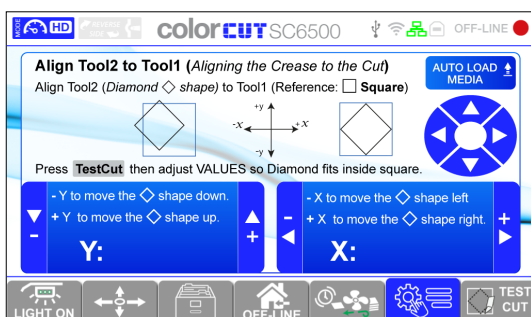 MODE HD REVERSE SIDE colorCUT SC6500 OFF-LINE
Align Tool2 to Tool1 (Aligning the Crease to the Cut)
AUTO LOAD
MEDIA
Align Tool2 (Diamond ◇ shape) to Tool1 (Reference: □ Square)
+y
-x +x
-y
Press TestCut then adjust VALUES so Diamond fits inside square.
- Y to move the ◇ shape down.
+ Y to move the ◇ shape up.
- +
Y:
- X to move the ◇ shape left
+ X to move the ◇ shape right.
- +
X:
LIGHT ON
OFF-LINE
TEST
CUT